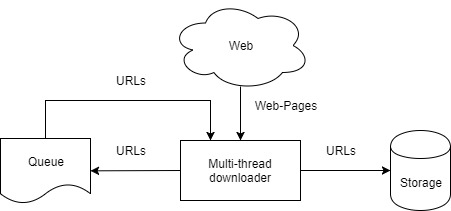 Web
URLs
Web-Pages
Queue
URLs
Multi-thread
downloader
URLs
Storage